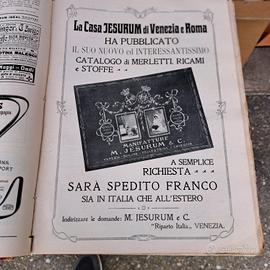 La Casa JESURUM di Venezia e Roma
HA PUBBLICATO
IL SUO NUOVO ed INTERESSANTISSIMO
CATALOGO di MERLETTI, RICAMI
e STOFFE
MANIFATTURE
M. JESURUM & C.
A SEMPLICE
RICHIESTA
SARÀ SPEDITO FRANCO
SIA IN ITALIA CHE ALL'ESTERO
Indirizzare le domande: M. JESURUM e C.
"Riparto Italia„ VENEZIA.